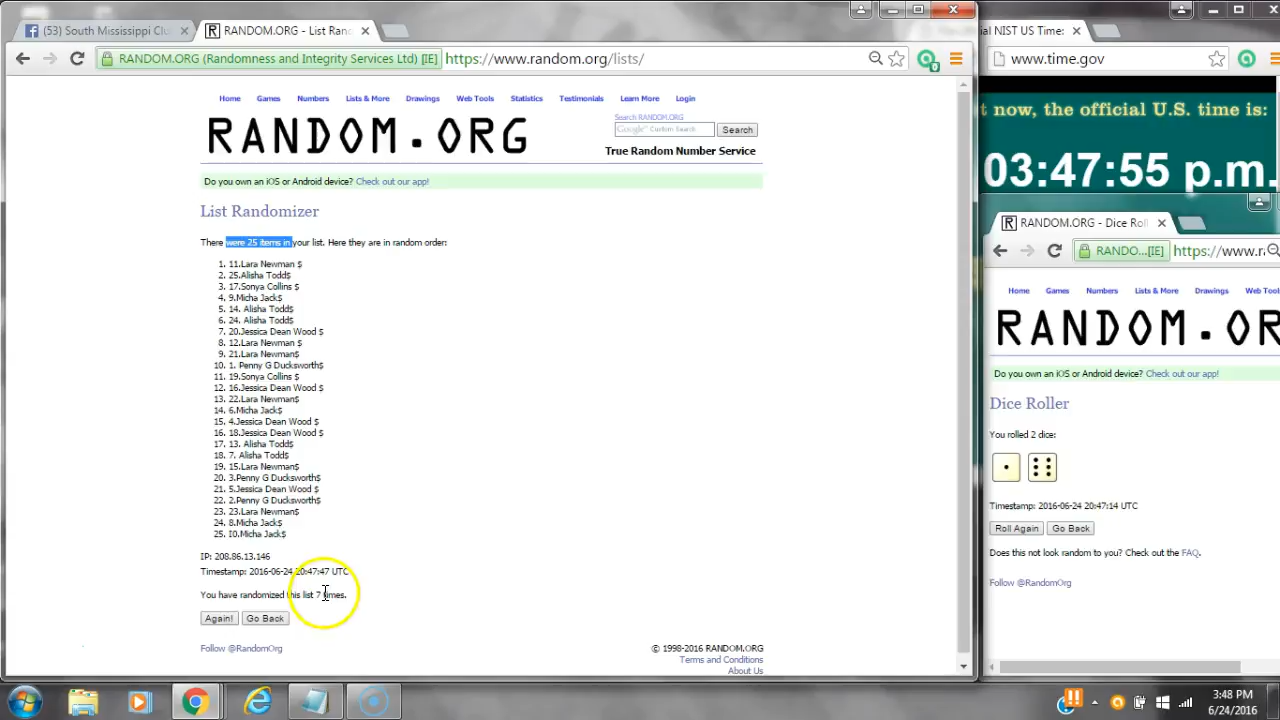 (53) South Mississippi Clu
RANDOM.ORG - List Ran
RANDOM.ORG (Randomness and Integrity Services Ltd) [IE]
https://www.random.org/lists/
Home Games Numbers Lists & More Drawings Web Tools Statistics Testimonials Learn More Login
RANDOM.ORG
Search RANDOM.ORG
Google Custom Search
Search
True Random Number Service
Do you own an iOS or Android device? Check out our app!
List Randomizer
There were 25 items in your list. Here they are in random order:
1. 11.Lara Newman $
2. 25.Alisha Todd$
3. 17.Sonya Collins $
4. 9.Micha Jack$
5. 14. Alisha Todd$
6. 24. Alisha Todd$
7. 20.Jessica Dean Wood $
8. 12.Lara Newman $
9. 21.Lara Newman$
10. 1. Penny G Ducksworth$
11. 19.Sonya Collins $
12. 16.Jessica Dean Wood $
13. 22.Lara Newman$
14. 6.Micha Jack$
15. 4.Jessica Dean Wood $
16. 18.Jessica Dean Wood $
17. 13. Alisha Todd$
18. 7. Alisha Todd$
19. 15.Lara Newman$
20. 3.Penny G Ducksworth$
21. 5.Jessica Dean Wood $
22. 2.Penny G Ducksworth$
23. 23.Lara Newman$
24. 8.Micha Jack$
25. I0.Micha Jack$
IP: 208.86.13.146
Timestamp: 2016-06-24 20:47:47 UTC
You have randomized this list 7 times.
Again! Go Back
Follow @RandomOrg
© 1998-2016 RANDOM.ORG
Terms and Conditions
About Us
ial NIST US Time:
www.time.gov
t now, the official U.S. time is:
03:47:55 p.m.
RANDOM.ORG - Dice Roll
RANDO...[IE]
https://www.r
Home Games Numbers Lists & More Drawings Web Tool
RANDOM.OR
Do you own an iOS or Android device? Check out our app!
Dice Roller
You rolled 2 dice:
Timestamp: 2016-06-24 20:47:14 UTC
Roll Again Go Back
Does this not look random to you? Check out the FAQ.
Follow @RandomOrg
3:48 PM
6/24/2016